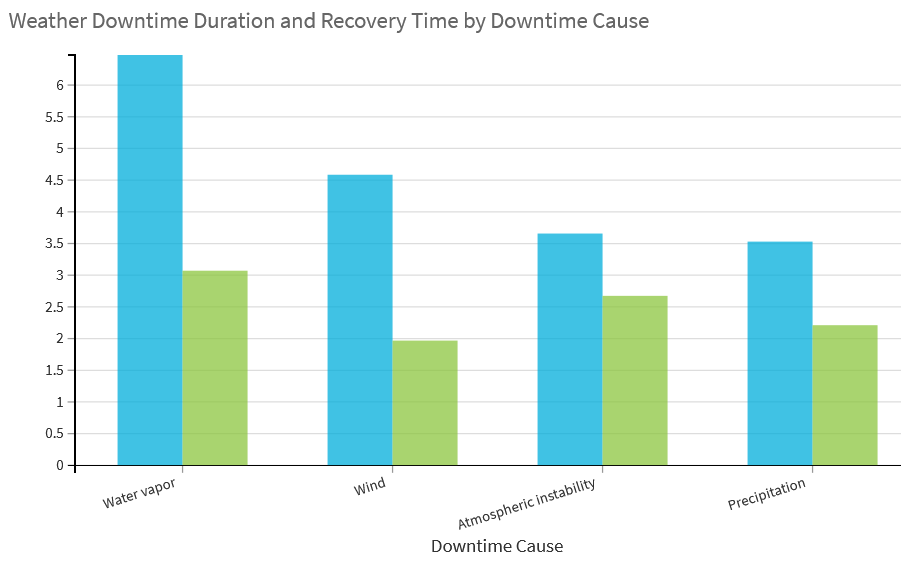 Weather Downtime Duration and Recovery Time by Downtime Cause
6
5.5
5
4.5
4
3.5
3
2.5
2
1.5
1
0.5
0
Water vapor
Wind
Atmospheric instability
Precipitation
Downtime Cause